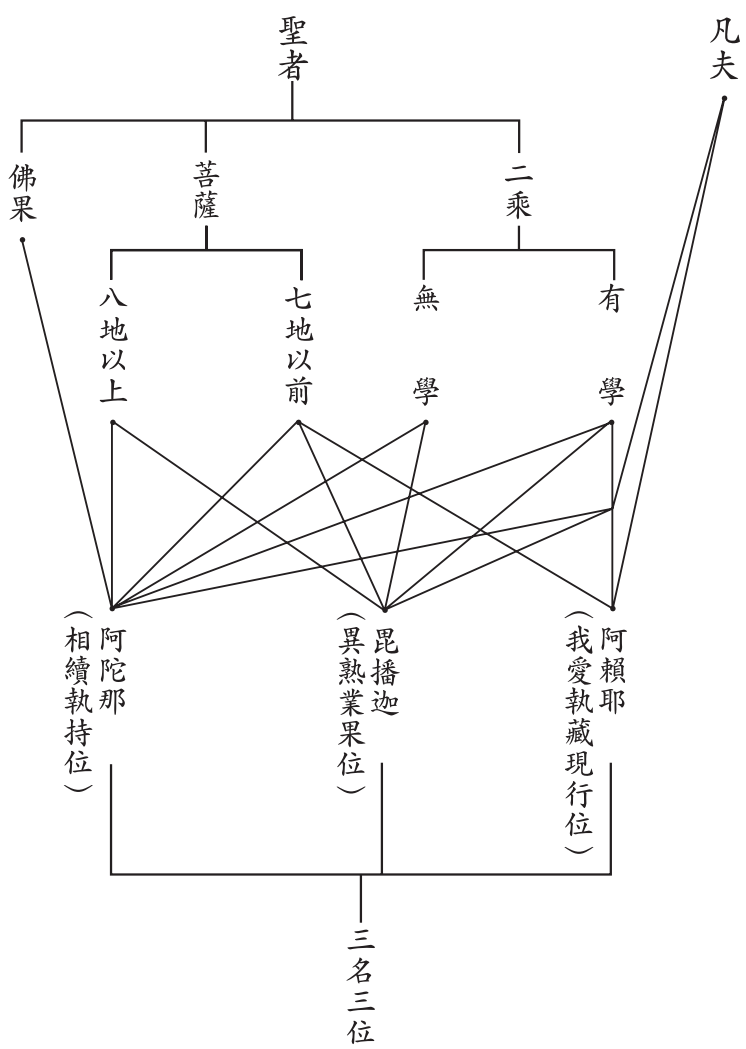 凡夫
聖者
二乘
菩薩
佛果
有學
無學
七地以前
八地以上
阿賴耶
(我愛執藏現行位)
毘播迦
(異熟業果位)
阿陀那
(相續執持位)
三名三位